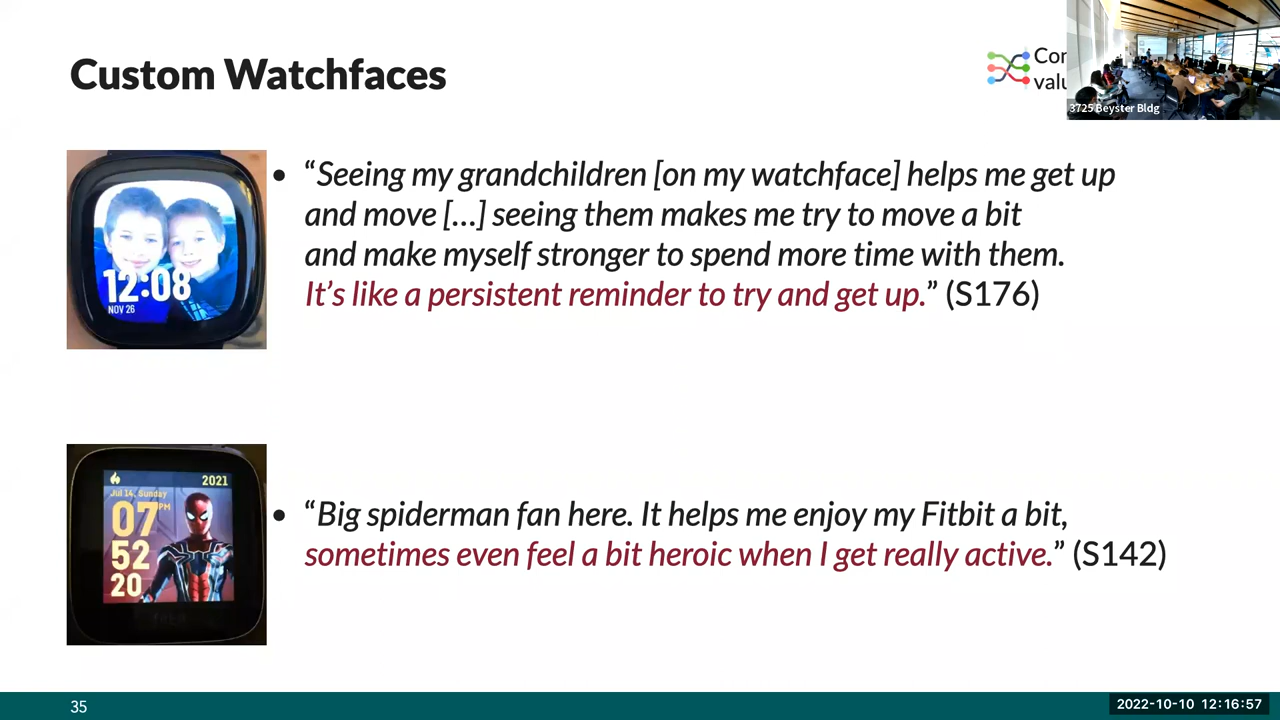 Custom Watchfaces
Con
valu
3725 Beyster Bldg
12:08
NOV 26
• “Seeing my grandchildren [on my watchface] helps me get up
and move […] seeing them makes me try to move a bit
and make myself stronger to spend more time with them.
It’s like a persistent reminder to try and get up.” (S176)
2021
Jul 14, Sunday
07 PM
52
20
• “Big spiderman fan here. It helps me enjoy my Fitbit a bit,
sometimes even feel a bit heroic when I get really active.” (S142)
35
2022-10-10 12:16:57